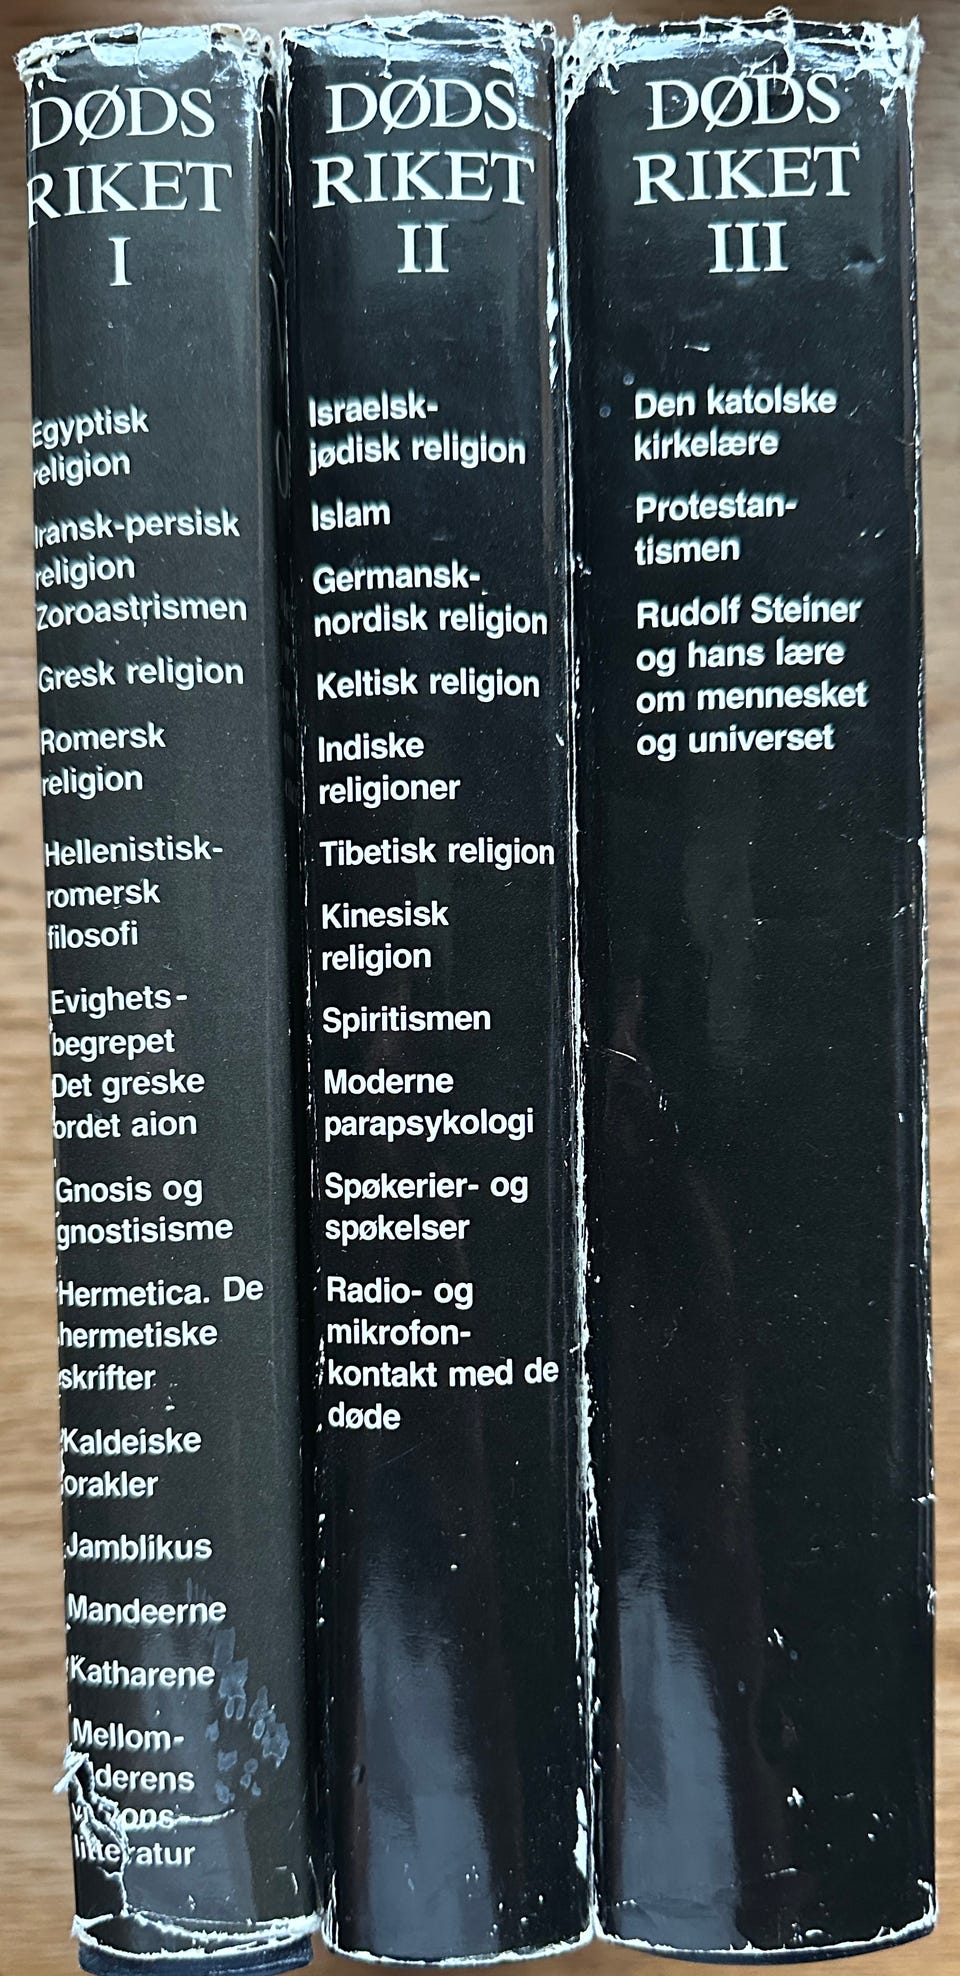 DØDS
RIKET
I
Egyptisk
religion
Iransk-persisk
religion
Zoroastrismen
Gresk religion
Romersk
religion
Hellenistisk-
romersk
filosofi
Evighets-
begrepet
Det greske
ordet aion
Gnosis og
gnostisisme
Hermetica. De
hermetiske
skrifter
Kaldeiske
orakler
Jamblikus
Mandeerne
Katharene
Mellom-
alderens
visjons-
litteratur
DØDS
RIKET
II
Israelsk-
jødisk religion
Islam
Germansk-
nordisk religion
Keltisk religion
Indiske
religioner
Tibetisk religion
Kinesisk
religion
Spiritismen
Moderne
parapsykologi
Spøkerier- og
spøkelser
Radio- og
mikrofon-
kontakt med de
døde
DØDS
RIKET
III
Den katolske
kirkelære
Protestan-
tismen
Rudolf Steiner
og hans lære
om mennesket
og universet